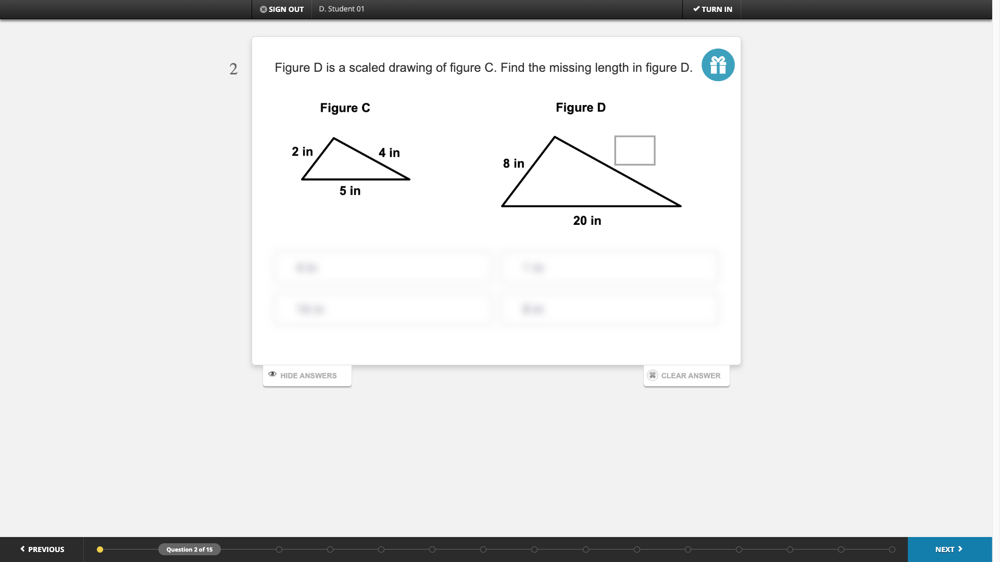 SIGN OUT
D. Student 01
TURN IN
2
Figure D is a scaled drawing of figure C. Find the missing length in figure D.
Figure C
Figure D
2 in
4 in
5 in
8 in
20 in
HIDE ANSWERS
CLEAR ANSWER
PREVIOUS
Question 2 of 15
NEXT